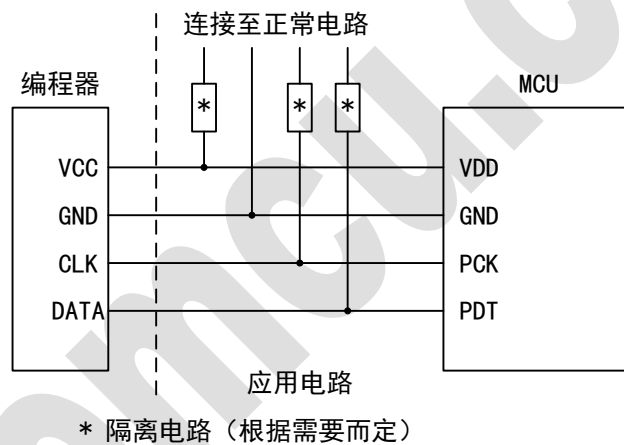 连接至正常电路
编程器
MCU
* * *
VCC VDD
GND GND
CLK PCK
DATA PDT
应用电路
* 隔离电路（根据需要而定）